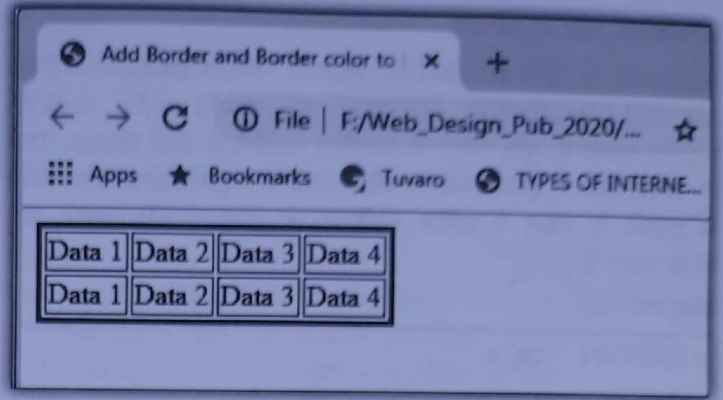 Add Border and Border color to
File | F:/Web_Design_Pub_2020/...
Apps Bookmarks Tuvaro TYPES OF INTERNE...
Data 1 Data 2 Data 3 Data 4
Data 1 Data 2 Data 3 Data 4